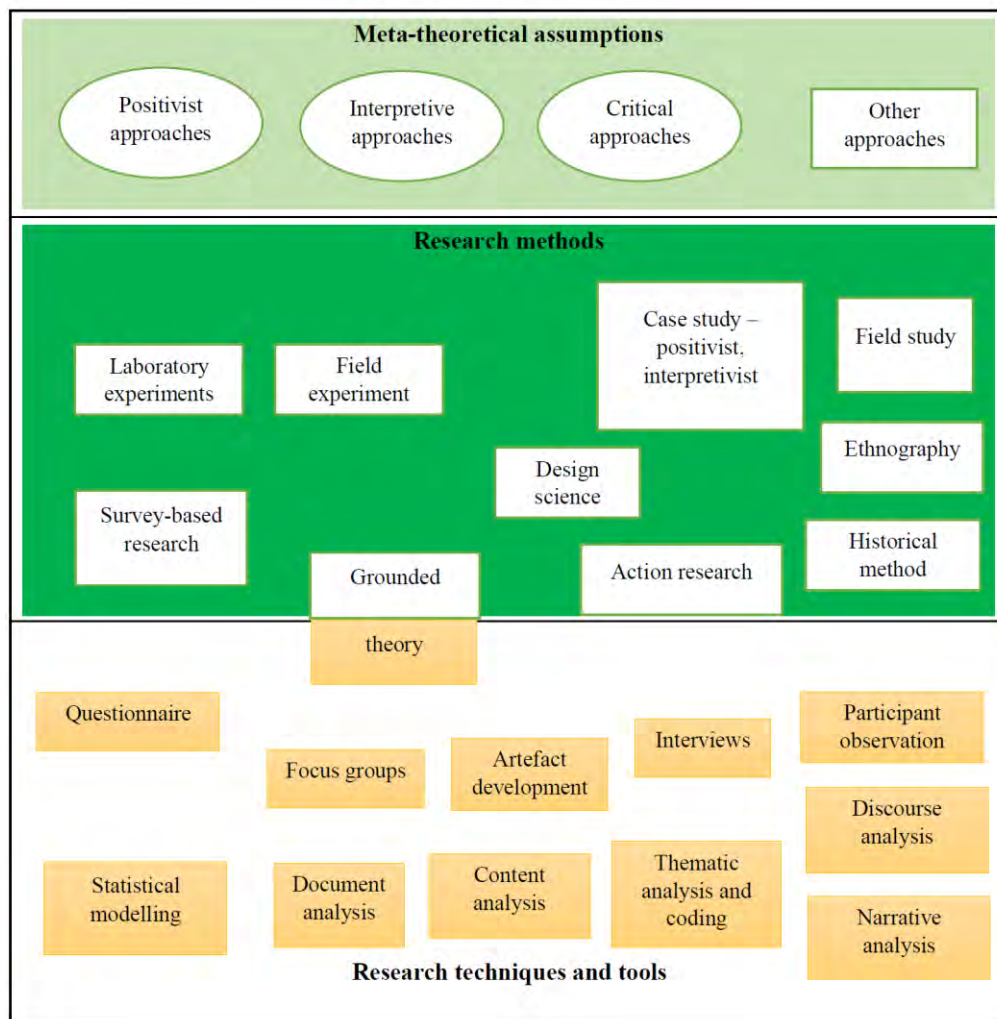 Meta-theoretical assumptions
Positivist
approaches
Interpretive
approaches
Critical
approaches
Other
approaches
Research methods
Laboratory
experiments
Field
experiment
Case study –
positivist,
interpretivist
Field study
Ethnography
Design
science
Survey-based
research
Grounded
theory
Action research
Historical
method
Questionnaire
Focus groups
Artefact
development
Interviews
Participant
observation
Discourse
analysis
Statistical
modelling
Document
analysis
Content
analysis
Thematic
analysis and
coding
Narrative
analysis
Research techniques and tools